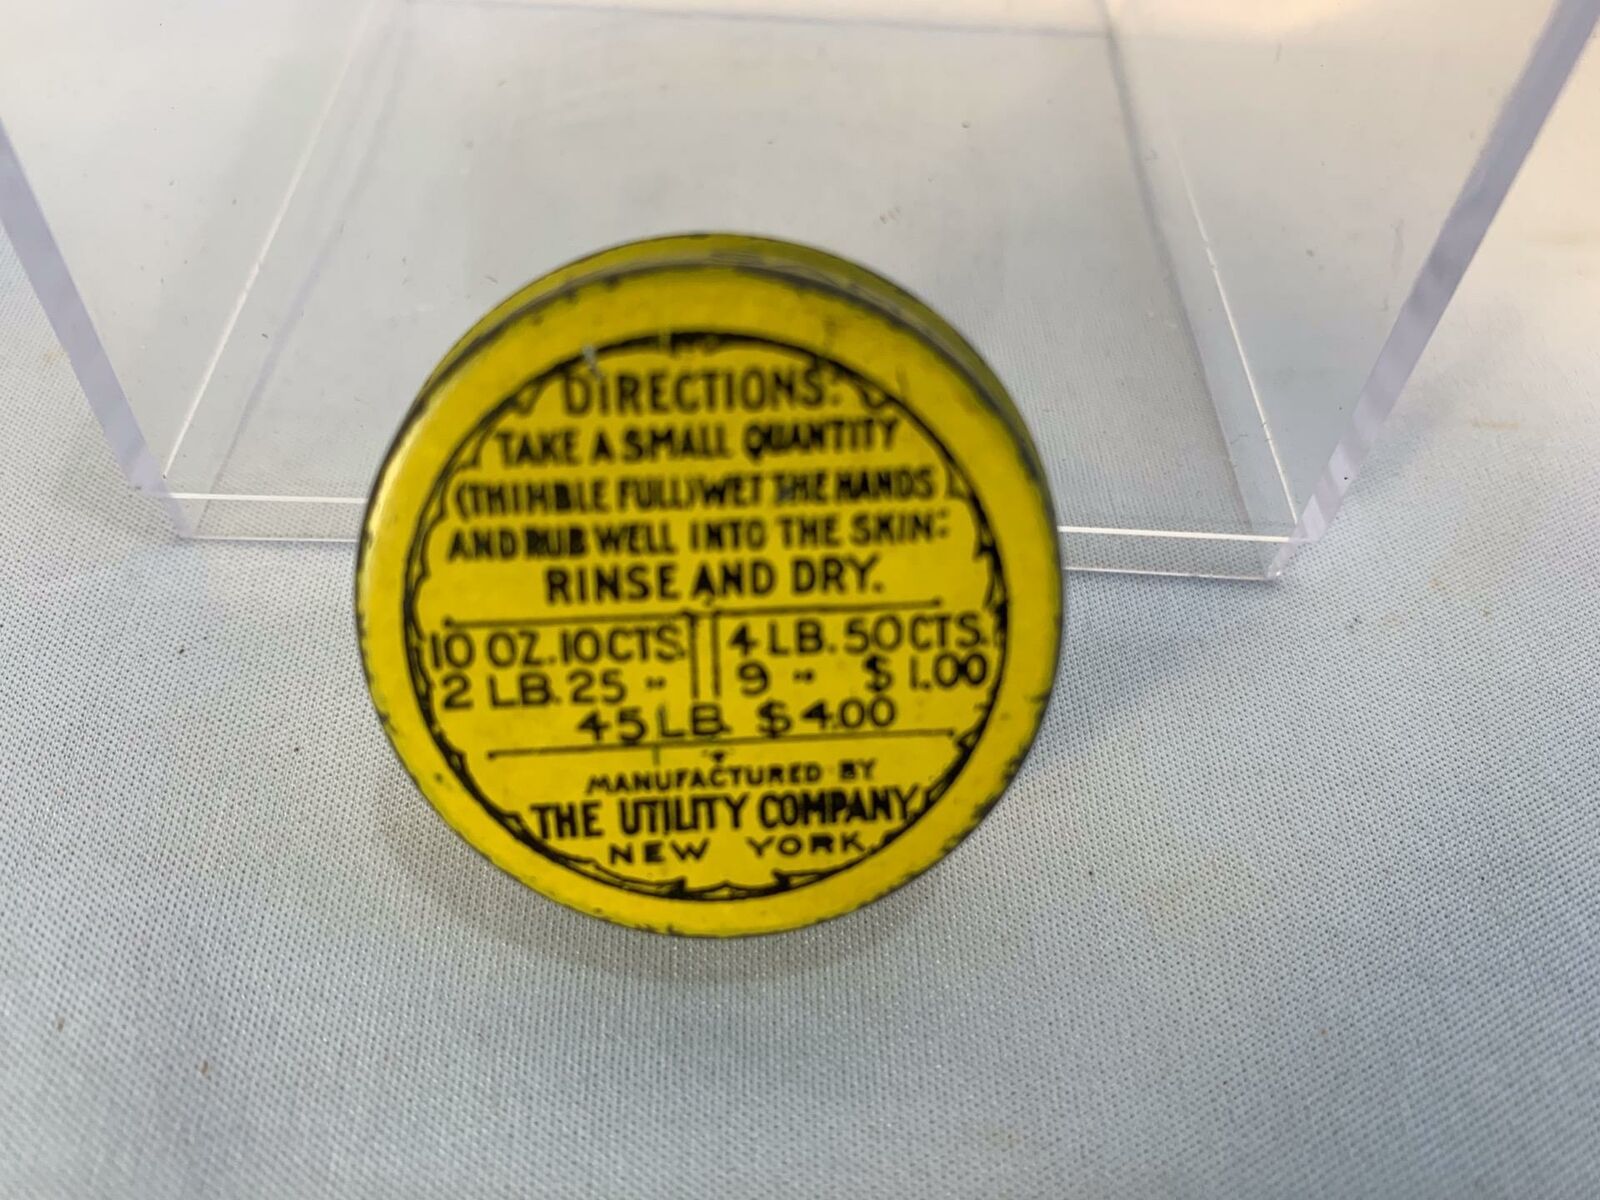 DIRECTIONS:
TAKE A SMALL QUANTITY
(THIMBLE FULL) WET THE HANDS
AND RUB WELL INTO THE SKIN:
RINSE AND DRY.
10 OZ. 10 CTS. 4 LB. 50 CTS.
2 LB. 25 " 9 " $1.00
45 LB. $4.00
MANUFACTURED BY
THE UTILITY COMPANY,
NEW YORK.